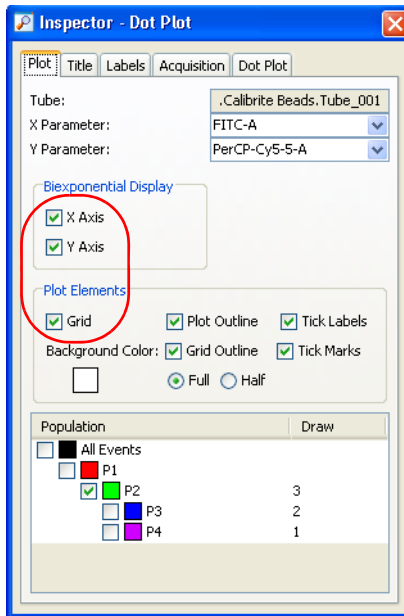 Inspector - Dot Plot
Plot Title Labels Acquisition Dot Plot
Tube: .Calibrite Beads.Tube_001
X Parameter: FITC-A
Y Parameter: PerCP-Cy5-5-A
Biexponential Display
X Axis
Y Axis
Plot Elements
Grid Plot Outline Tick Labels
Background Color: Grid Outline Tick Marks
Full Half
Population Draw
All Events
P1
P2 3
P3 2
P4 1